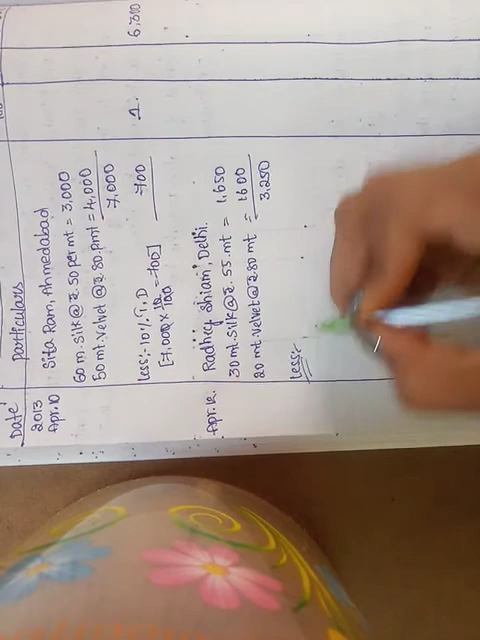 Date Particulars
2013
Apr.10 Sita Ram, Ahmedabad
60 m. silk @ ₹. 50 per mt = 3,000
50 mt. velvet @ ₹. 80. p.mt = 4,000
7,000 1. 6,300
less:- 10% T.D 700
[7,000 × 10/100 = 700]
Apr.12. Radhey Shiam, Delhi.
30 mt. silk @ ₹. 55. mt = 1,650
20 mt. velvet @ ₹ 80 mt = 1600
3,250
less:-